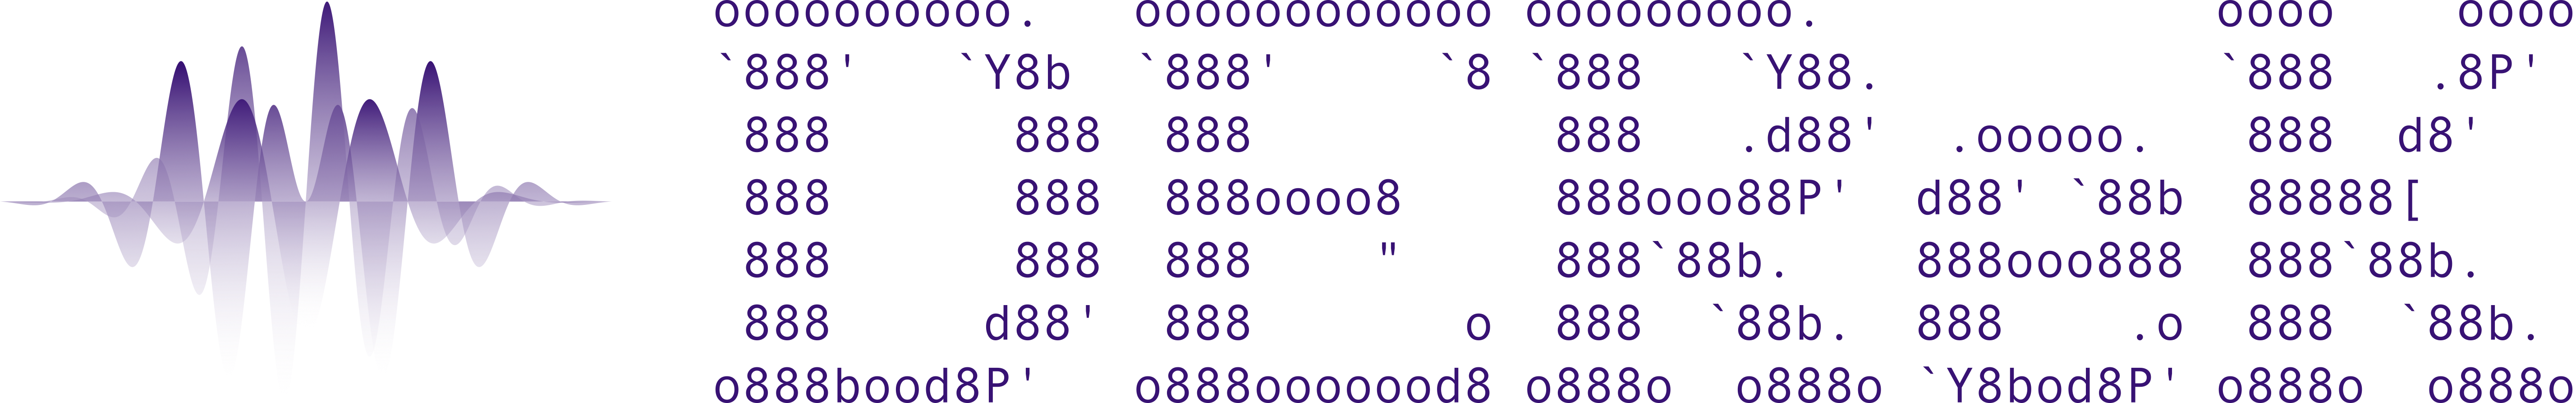 oooooooooo.   oooooooooooo ooooooooo.             oooo    oooo
`888'   `Y8b  `888'     `8 `888   `Y88.           `888   .8P'
 888      888  888          888   .d88'  .ooooo.   888  d8'
 888      888  888oooo8     888ooo88P'  d88' `88b  88888[
 888      888  888    "     888`88b.    888ooo888  888`88b.
 888     d88'  888       o  888  `88b.  888    .o  888  `88b.
o888bood8P'   o888ooooood8 o888o  o888o `Y8bod8P' o888o  o888o